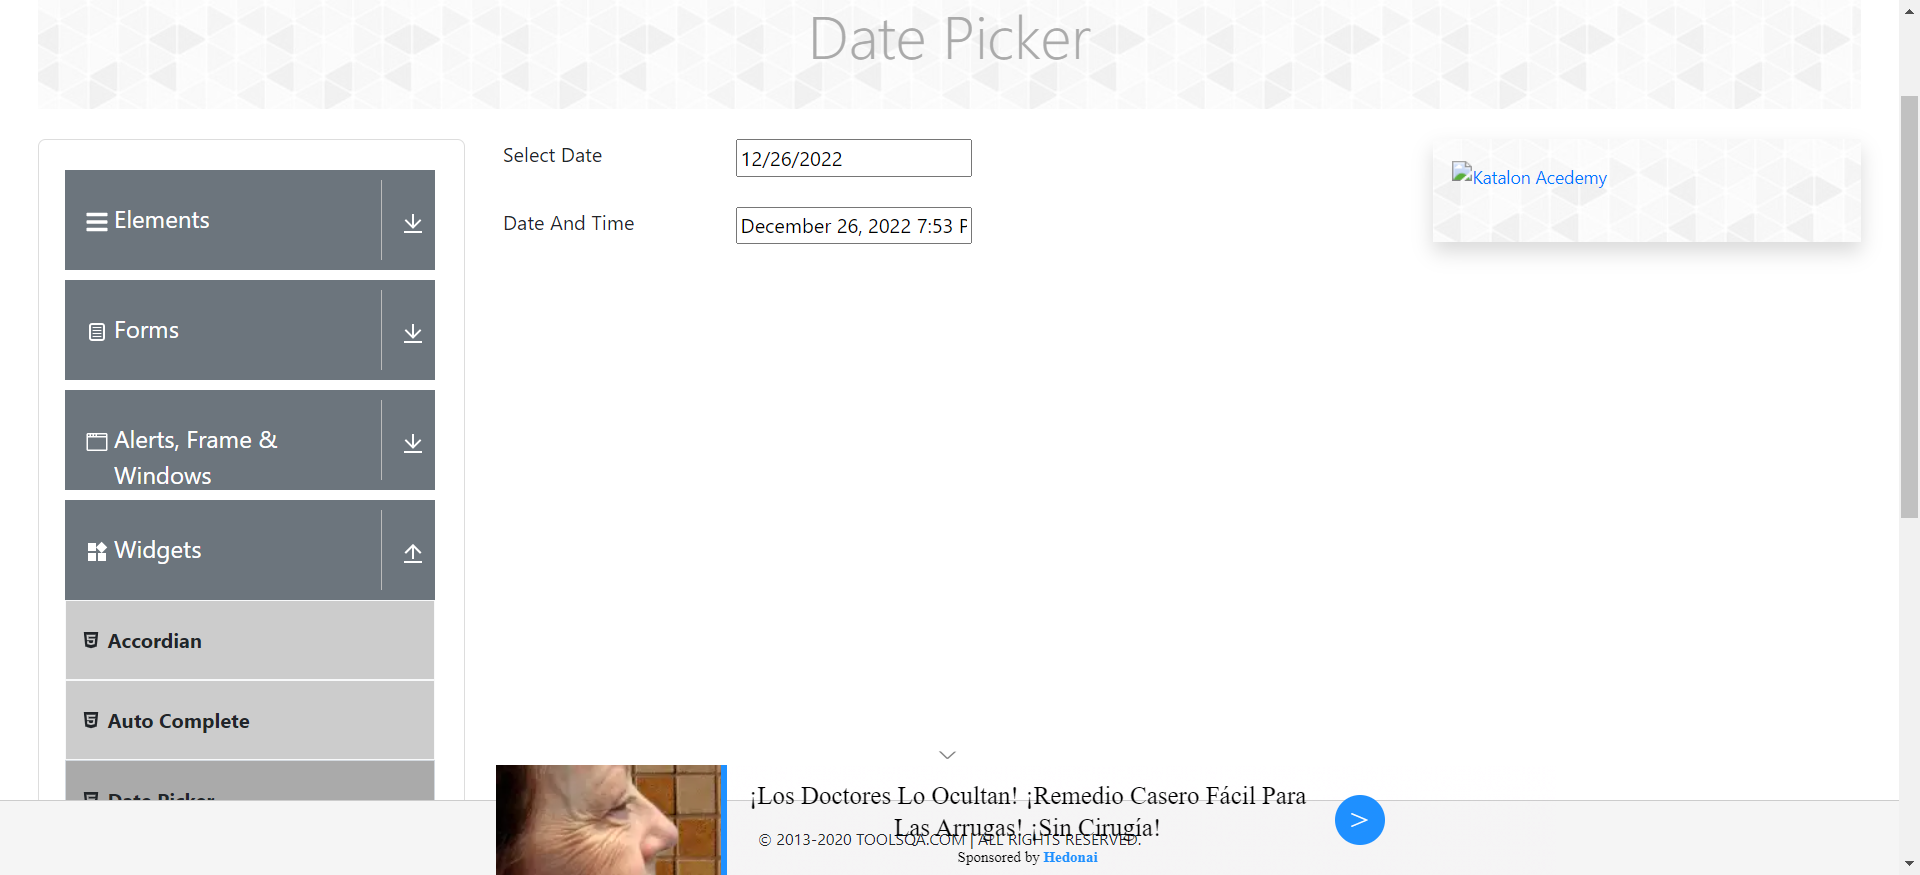 Date Picker
Select Date
12/26/2022
Date And Time
December 26, 2022 7:53 P
Katalon Acedemy
Elements
Forms
Alerts, Frame &
Windows
Widgets
Accordian
Auto Complete
Date Picker
¡Los Doctores Lo Ocultan! ¡Remedio Casero Fácil Para
Las Arrugas! ¡Sin Cirugía!
© 2013-2020 TOOLSQA.COM | ALL RIGHTS RESERVED.
Sponsored by Hedonai
>